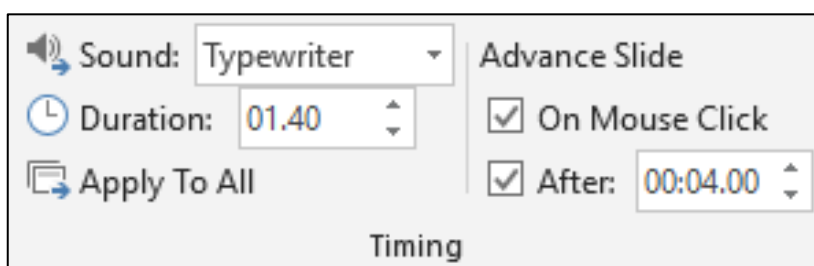 Sound: Typewriter
Duration: 01.40
Apply To All
Advance Slide
On Mouse Click
After: 00:04.00
Timing